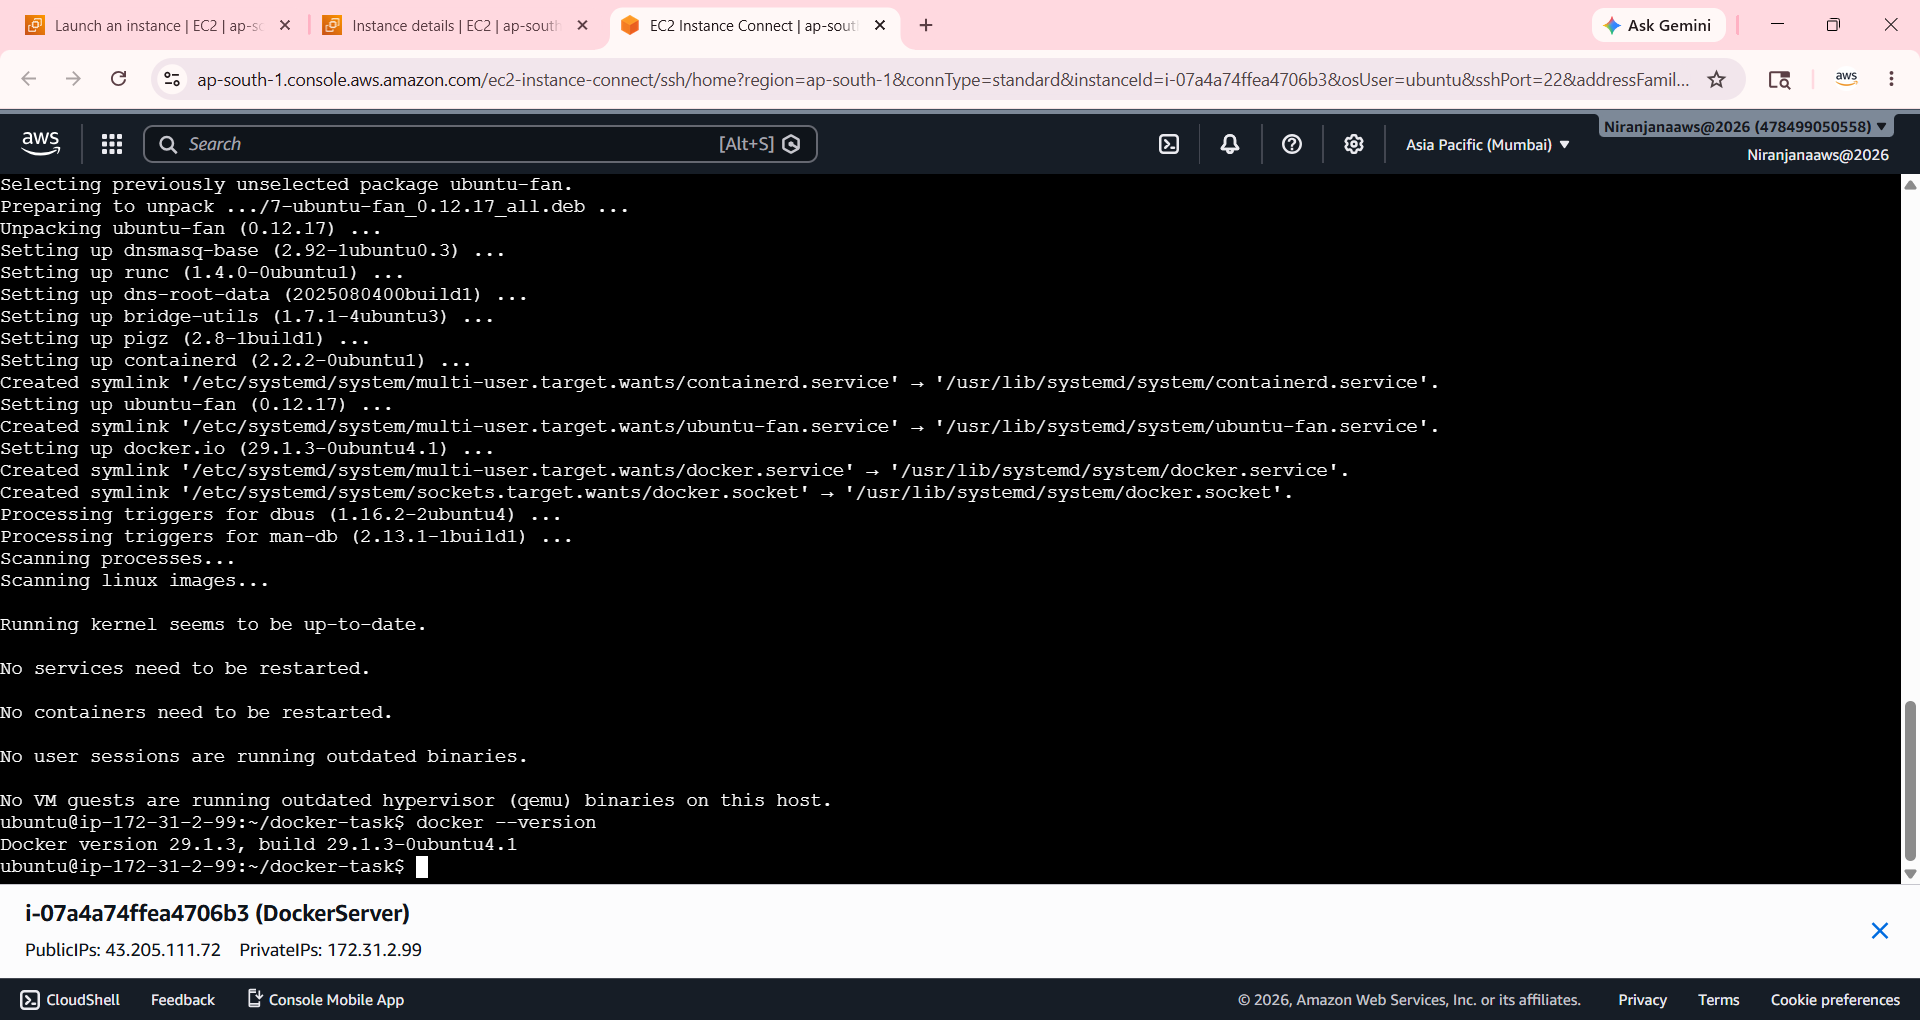 Launch an instance | EC2 | ap-sc
Instance details | EC2 | ap-south
EC2 Instance Connect | ap-sout
Ask Gemini
ap-south-1.console.aws.amazon.com/ec2-instance-connect/ssh/home?region=ap-south-1&connType=standard&instanceId=i-07a4a74ffea4706b3&osUser=ubuntu&sshPort=22&addressFamil...
aws
aws
Search
[Alt+S]
Asia Pacific (Mumbai)
Niranjanaaws@2026 (478499050558)
Niranjanaaws@2026
Selecting previously unselected package ubuntu-fan.
Preparing to unpack .../7-ubuntu-fan_0.12.17_all.deb ...
Unpacking ubuntu-fan (0.12.17) ...
Setting up dnsmasq-base (2.92-1ubuntu0.3) ...
Setting up runc (1.4.0-0ubuntu1) ...
Setting up dns-root-data (2025080400build1) ...
Setting up bridge-utils (1.7.1-4ubuntu3) ...
Setting up pigz (2.8-1build1) ...
Setting up containerd (2.2.2-0ubuntu1) ...
Created symlink '/etc/systemd/system/multi-user.target.wants/containerd.service' → '/usr/lib/systemd/system/containerd.service'.
Setting up ubuntu-fan (0.12.17) ...
Created symlink '/etc/systemd/system/multi-user.target.wants/ubuntu-fan.service' → '/usr/lib/systemd/system/ubuntu-fan.service'.
Setting up docker.io (29.1.3-0ubuntu4.1) ...
Created symlink '/etc/systemd/system/multi-user.target.wants/docker.service' → '/usr/lib/systemd/system/docker.service'.
Created symlink '/etc/systemd/system/sockets.target.wants/docker.socket' → '/usr/lib/systemd/system/docker.socket'.
Processing triggers for dbus (1.16.2-2ubuntu4) ...
Processing triggers for man-db (2.13.1-1build1) ...
Scanning processes...
Scanning linux images...
Running kernel seems to be up-to-date.
No services need to be restarted.
No containers need to be restarted.
No user sessions are running outdated binaries.
No VM guests are running outdated hypervisor (qemu) binaries on this host.
ubuntu@ip-172-31-2-99:~/docker-task$ docker --version
Docker version 29.1.3, build 29.1.3-0ubuntu4.1
ubuntu@ip-172-31-2-99:~/docker-task$
i-07a4a74ffea4706b3 (DockerServer)
PublicIPs: 43.205.111.72 PrivateIPs: 172.31.2.99
CloudShell
Feedback
Console Mobile App
© 2026, Amazon Web Services, Inc. or its affiliates.
Privacy
Terms
Cookie preferences